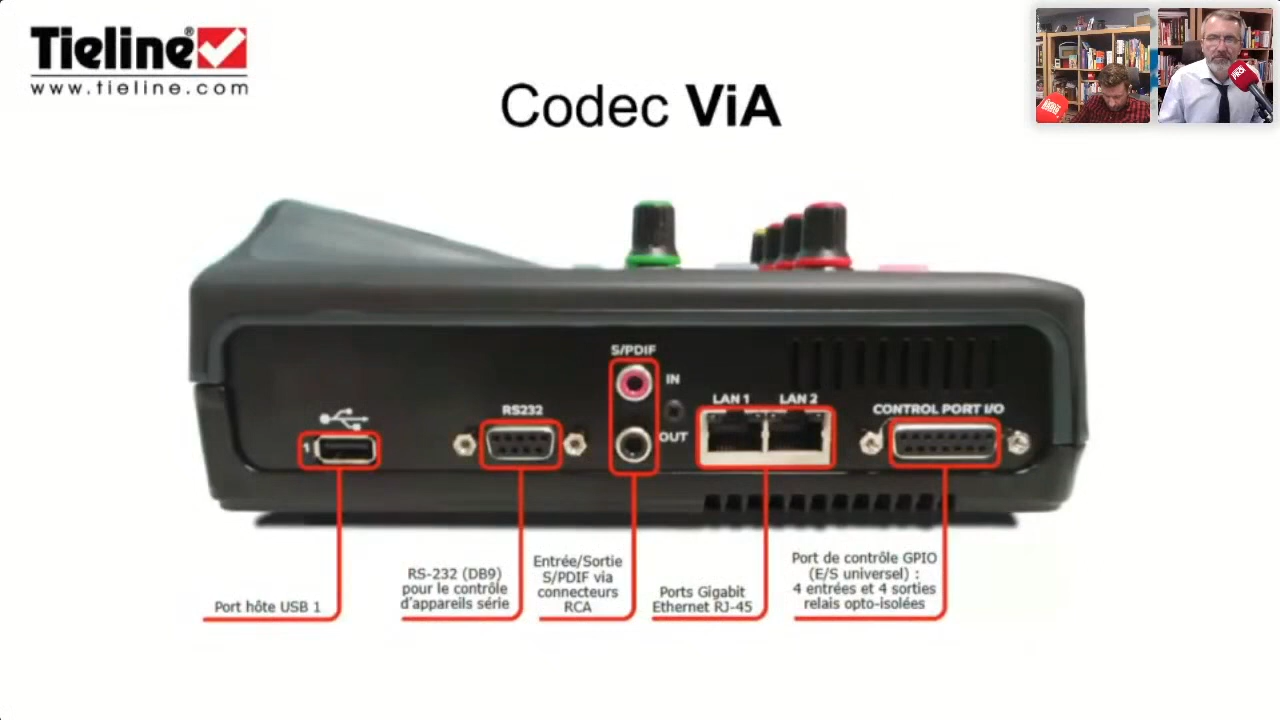 Tieline®
www.tieline.com
Codec ViA
S/PDIF
IN
LAN 1 LAN 2
RS232
CONTROL PORT I/O
OUT
1
Port hôte USB 1
RS-232 (DB9)
pour le contrôle
d'appareils série
Entrée/Sortie
S/PDIF via
connecteurs
RCA
Ports Gigabit
Ethernet RJ-45
Port de contrôle GPIO
(E/S universel) :
4 entrées et 4 sorties
relais opto-isolées